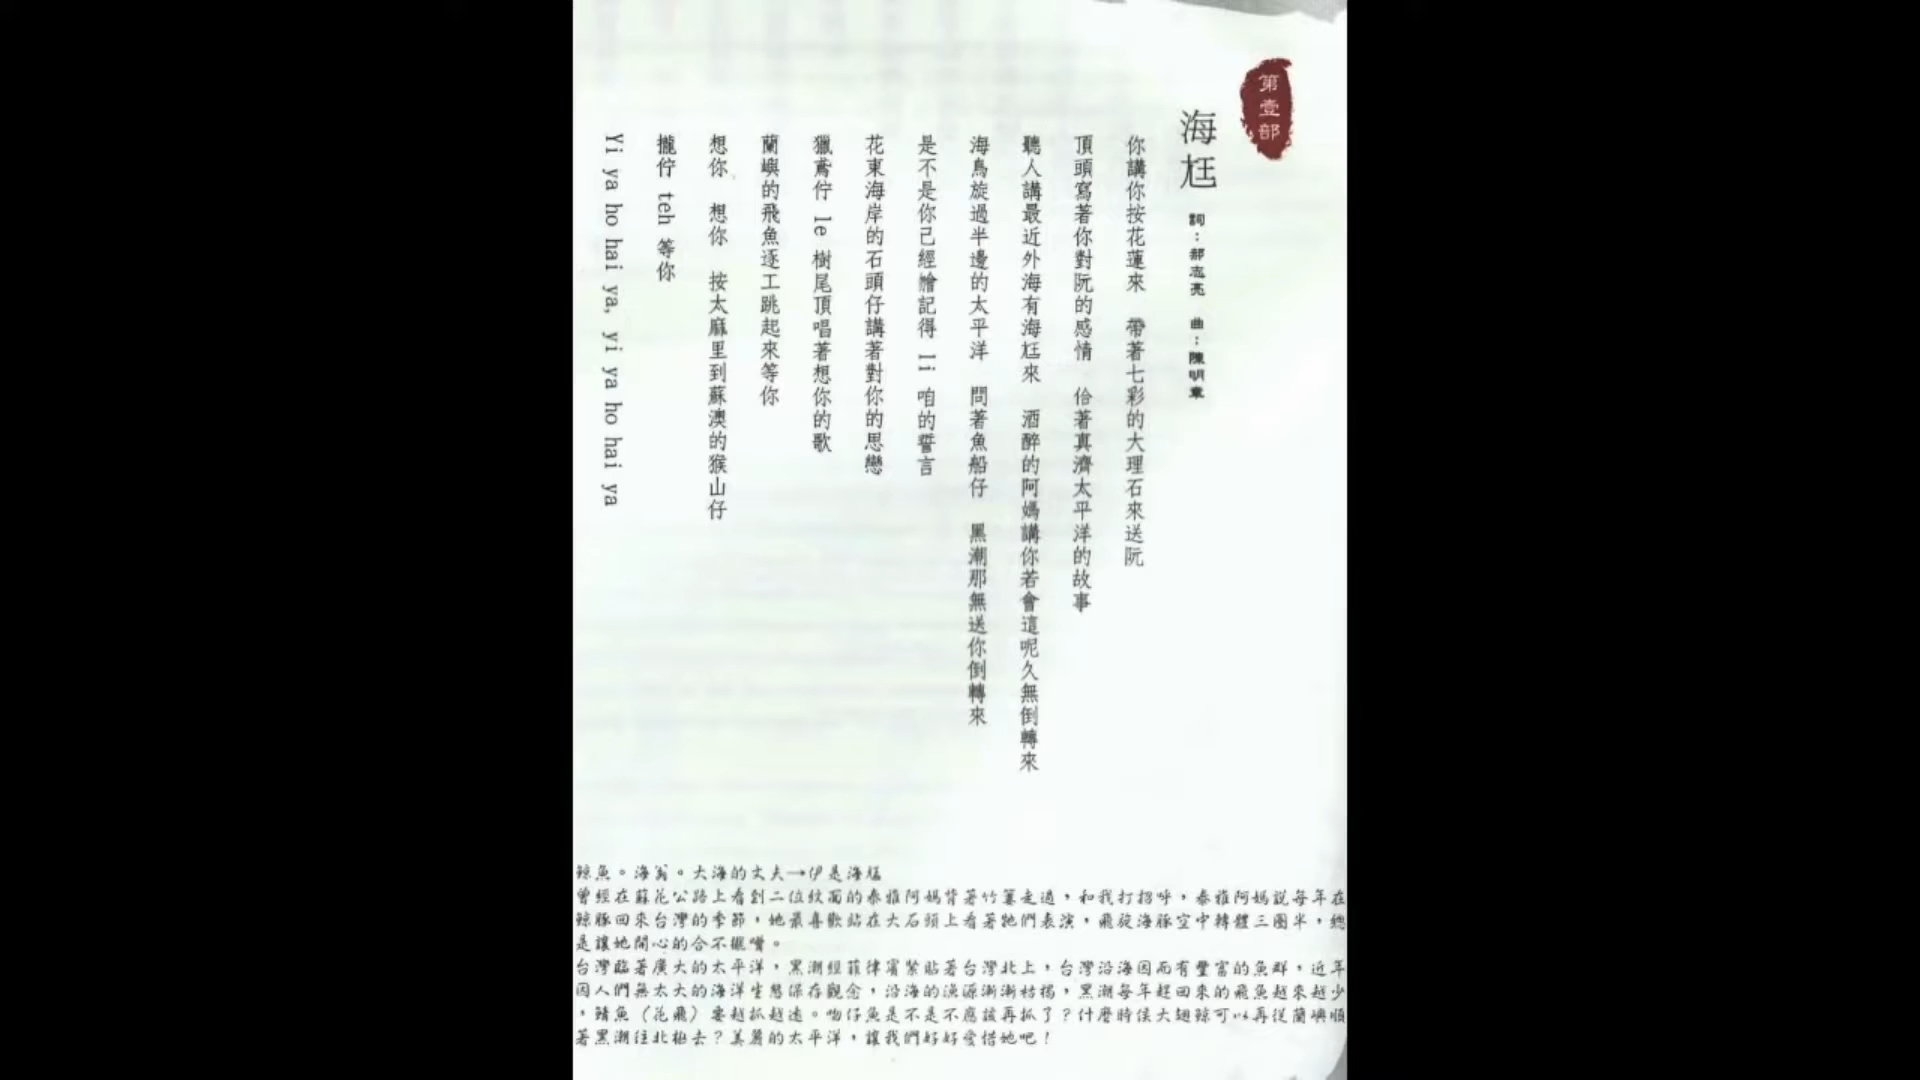 第壹部
海尪
詞：郝志亮　曲：陳明章
你講你按花蓮來　帶著七彩的大理石來送阮
頂頭寫著你對阮的感情　佮著真濟太平洋的故事
聽人講最近外海有海尪來　酒醉的阿媽講你若會這呢久無倒轉來
海鳥旋過半邊的太平洋　問著魚船仔　黑潮那無送你倒轉來
是不是你己經膾記得 li 咱的誓言
花東海岸的石頭仔講著對你的思戀
獵鳶佇 le 樹尾頂唱著想你的歌
蘭嶼的飛魚逐工跳起來等你
想你　想你　按太麻里到蘇澳的猴山仔
攏佇 teh 等你
Yi ya ho hai ya, yi ya ho hai ya
鯨魚。海翁。大海的丈夫→伊是海尪
曾經在蘇花公路上看到二位紋面的泰雅阿媽背著竹簍走過，和我打招呼，泰雅阿媽說每年在
鯨豚回來台灣的季節，她最喜歡站在大石頭上看著牠們表演，飛旋海豚空中轉體三圈半，總
是讓她開心的合不攏嘴。
台灣臨著廣大的太平洋，黑潮經菲律賓緊貼著台灣北上，台灣沿海因而有豐富的魚群，近年
因人們無太大的海洋生態保存觀念，沿海的漁源漸漸枯竭，黑潮每年趕回來的飛魚越來越少
，鯖魚（花飛）要越抓越遠。吻仔魚是不是不應該再抓了？什麼時候大翅鯨可以再從蘭嶼順
著黑潮往北極去？美麗的太平洋，讓我們好好愛惜她吧！